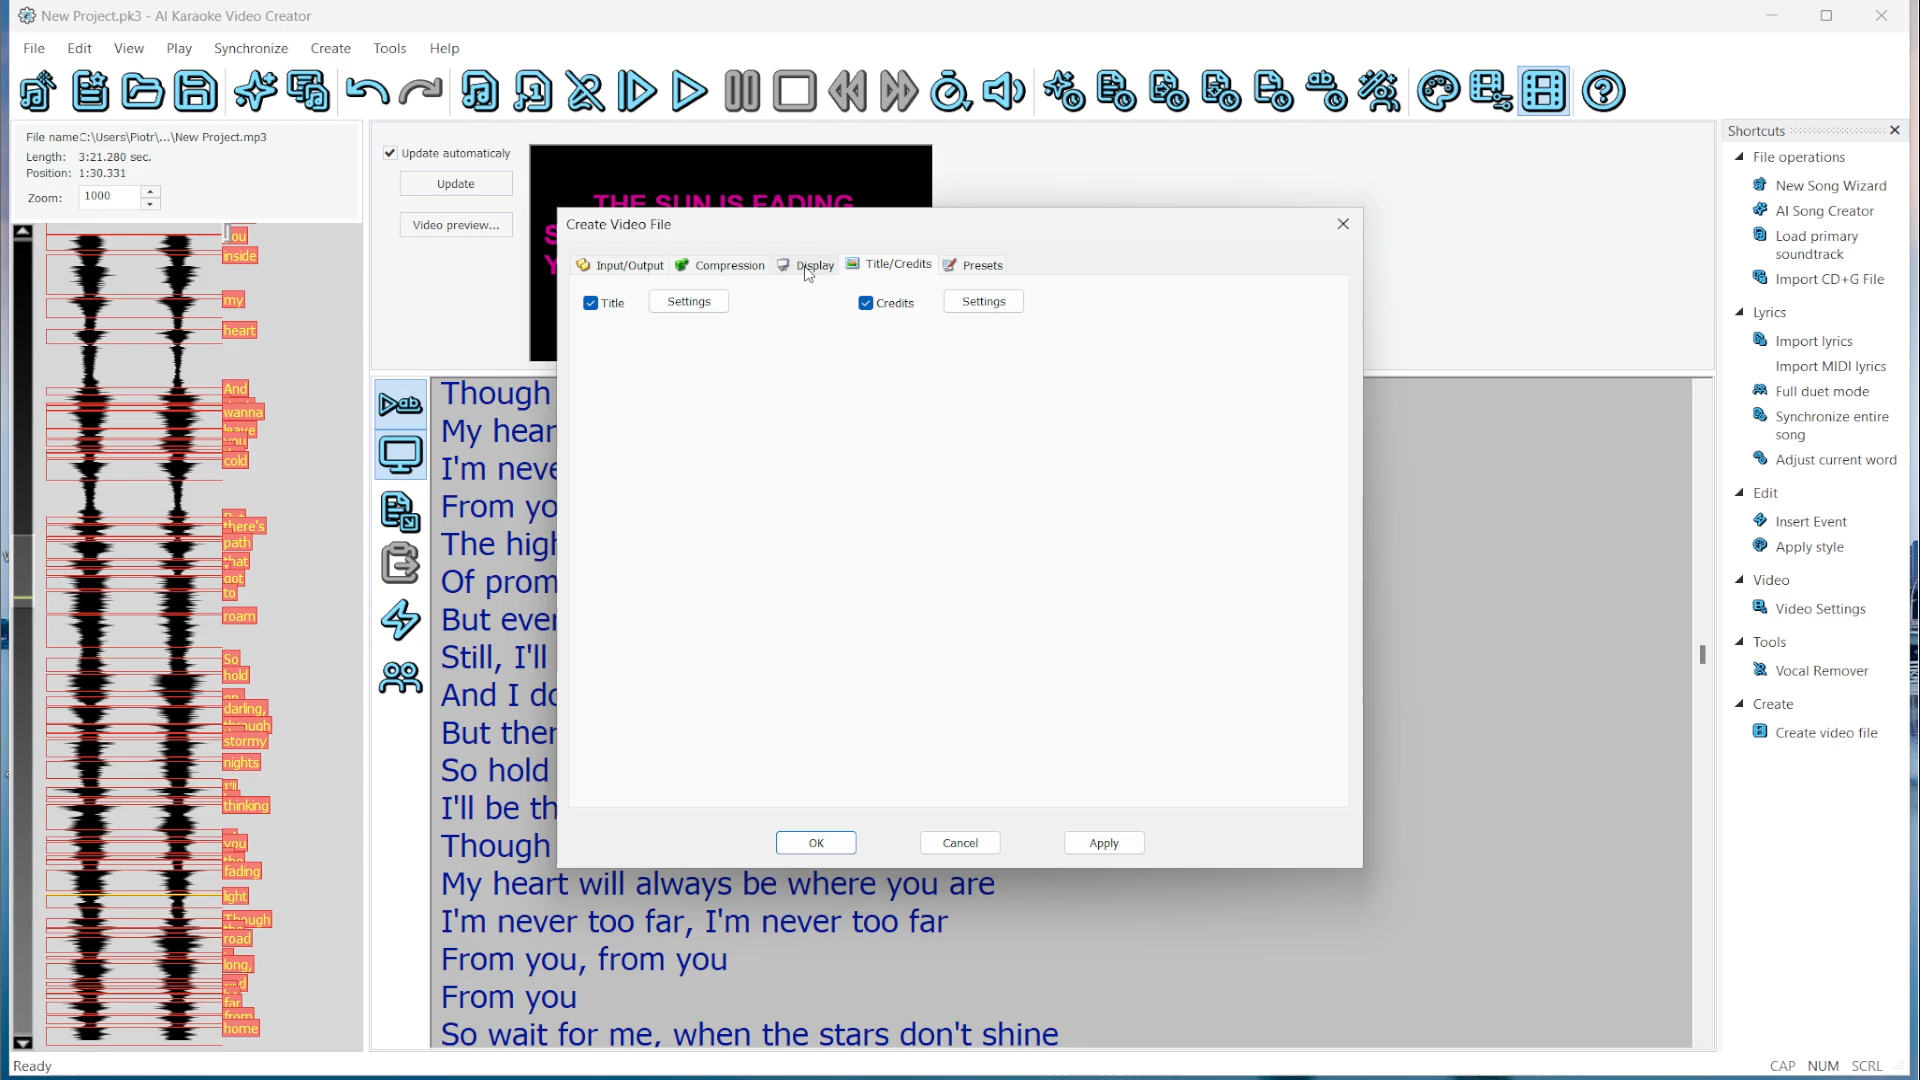 New Project.pk3 - AI Karaoke Video Creator
File Edit View Play Synchronize Create Tools Help
File name: C:\Users\Piotr\...\New Project.mp3
Length: 3:21.280 sec.
Position: 1:30.331
Zoom: 1000
Update automaticaly
Update
Video preview...
THE SUN IS FADING
Create Video File
Input/Output Compression Display Title/Credits Presets
Title Settings Credits Settings
OK Cancel Apply
you
inside
my
heart
And
wanna
leave
you
cold
But
there's
path
that
got
to
roam
So
hold
on
darling,
through
stormy
nights
I'll
thinking
you
the
fading
light
Though
road
long,
far
from
home
Though
My hear
I'm neve
From yo
The high
Of prom
But ever
Still, I'll
And I do
But ther
So hold
I'll be th
Though
My heart will always be where you are
I'm never too far, I'm never too far
From you, from you
From you
So wait for me, when the stars don't shine
Shortcuts
File operations
New Song Wizard
AI Song Creator
Load primary
soundtrack
Import CD+G File
Lyrics
Import lyrics
Import MIDI lyrics
Full duet mode
Synchronize entire
song
Adjust current word
Edit
Insert Event
Apply style
Video
Video Settings
Tools
Vocal Remover
Create
Create video file
Ready
CAP NUM SCRL